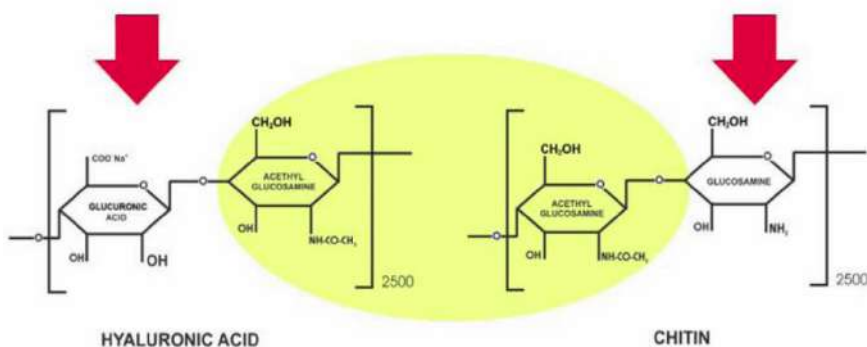 CH₂OH
COO⁻Na⁺
O
O
O
GLUCURONIC
ACID
ACETHYL
GLUCOSAMINE
O
OH
OH
OH
NH-CO-CH₃
2500
HYALURONIC ACID
CH₂OH
CH₂OH
O
O
O
ACETHYL
GLUCOSAMINE
GLUCOSAMINE
O
OH
NH-CO-CH₃
OH
NH₂
2500
CHITIN